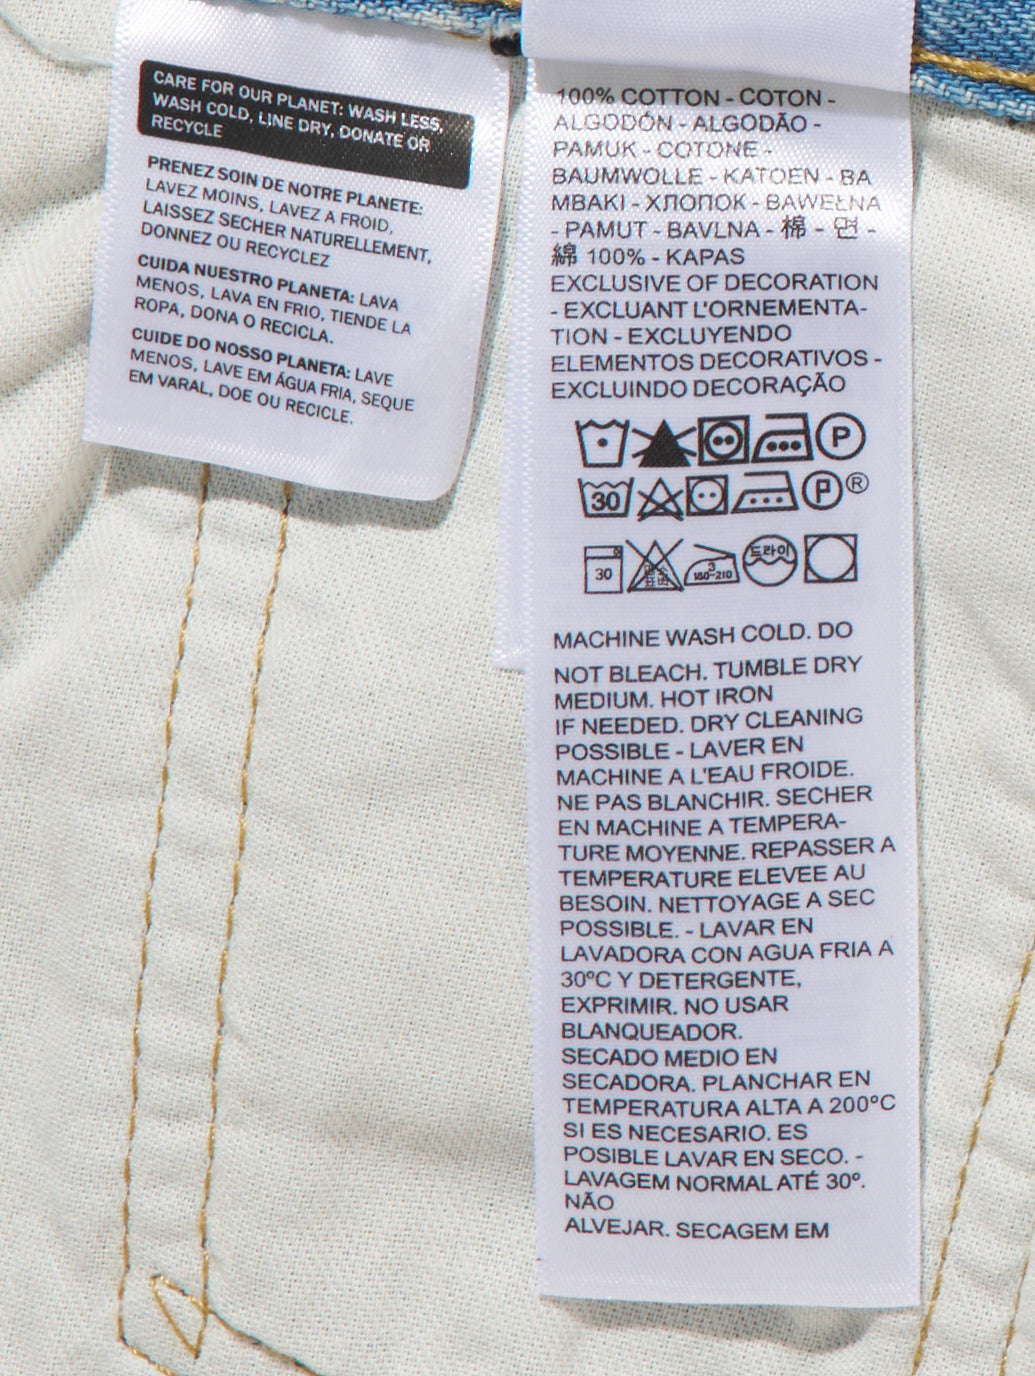 CARE FOR OUR PLANET: WASH LESS,
WASH COLD, LINE DRY, DONATE OR
RECYCLE
PRENEZ SOIN DE NOTRE PLANETE:
LAVEZ MOINS, LAVEZ A FROID,
LAISSEZ SECHER NATURELLEMENT,
DONNEZ OU RECYCLEZ
CUIDA NUESTRO PLANETA: LAVA
MENOS, LAVA EN FRIO, TIENDE LA
ROPA, DONA O RECICLA.
CUIDE DO NOSSO PLANETA: LAVE
MENOS, LAVE EM ÁGUA FRIA, SEQUE
EM VARAL, DOE OU RECICLE.
100% COTTON - COTON -
ALGODÓN - ALGODÃO -
PAMUK - COTONE -
BAUMWOLLE - KATOEN - BA
MBAKI - ХЛОПОК - BAWEŁNA
- PAMUT - BAVLNA - 棉 - 면 -
綿 100% - KAPAS
EXCLUSIVE OF DECORATION
- EXCLUANT L'ORNEMENTA-
TION - EXCLUYENDO
ELEMENTOS DECORATIVOS -
EXCLUINDO DECORAÇÃO
P
30 P ®
30 3 180-210 드라이
MACHINE WASH COLD. DO
NOT BLEACH. TUMBLE DRY
MEDIUM. HOT IRON
IF NEEDED. DRY CLEANING
POSSIBLE - LAVER EN
MACHINE A L'EAU FROIDE.
NE PAS BLANCHIR. SECHER
EN MACHINE A TEMPERA-
TURE MOYENNE. REPASSER A
TEMPERATURE ELEVEE AU
BESOIN. NETTOYAGE A SEC
POSSIBLE. - LAVAR EN
LAVADORA CON AGUA FRIA A
30ºC Y DETERGENTE,
EXPRIMIR. NO USAR
BLANQUEADOR.
SECADO MEDIO EN
SECADORA. PLANCHAR EN
TEMPERATURA ALTA A 200ºC
SI ES NECESARIO. ES
POSIBLE LAVAR EN SECO. -
LAVAGEM NORMAL ATÉ 30º.
NÃO
ALVEJAR. SECAGEM EM